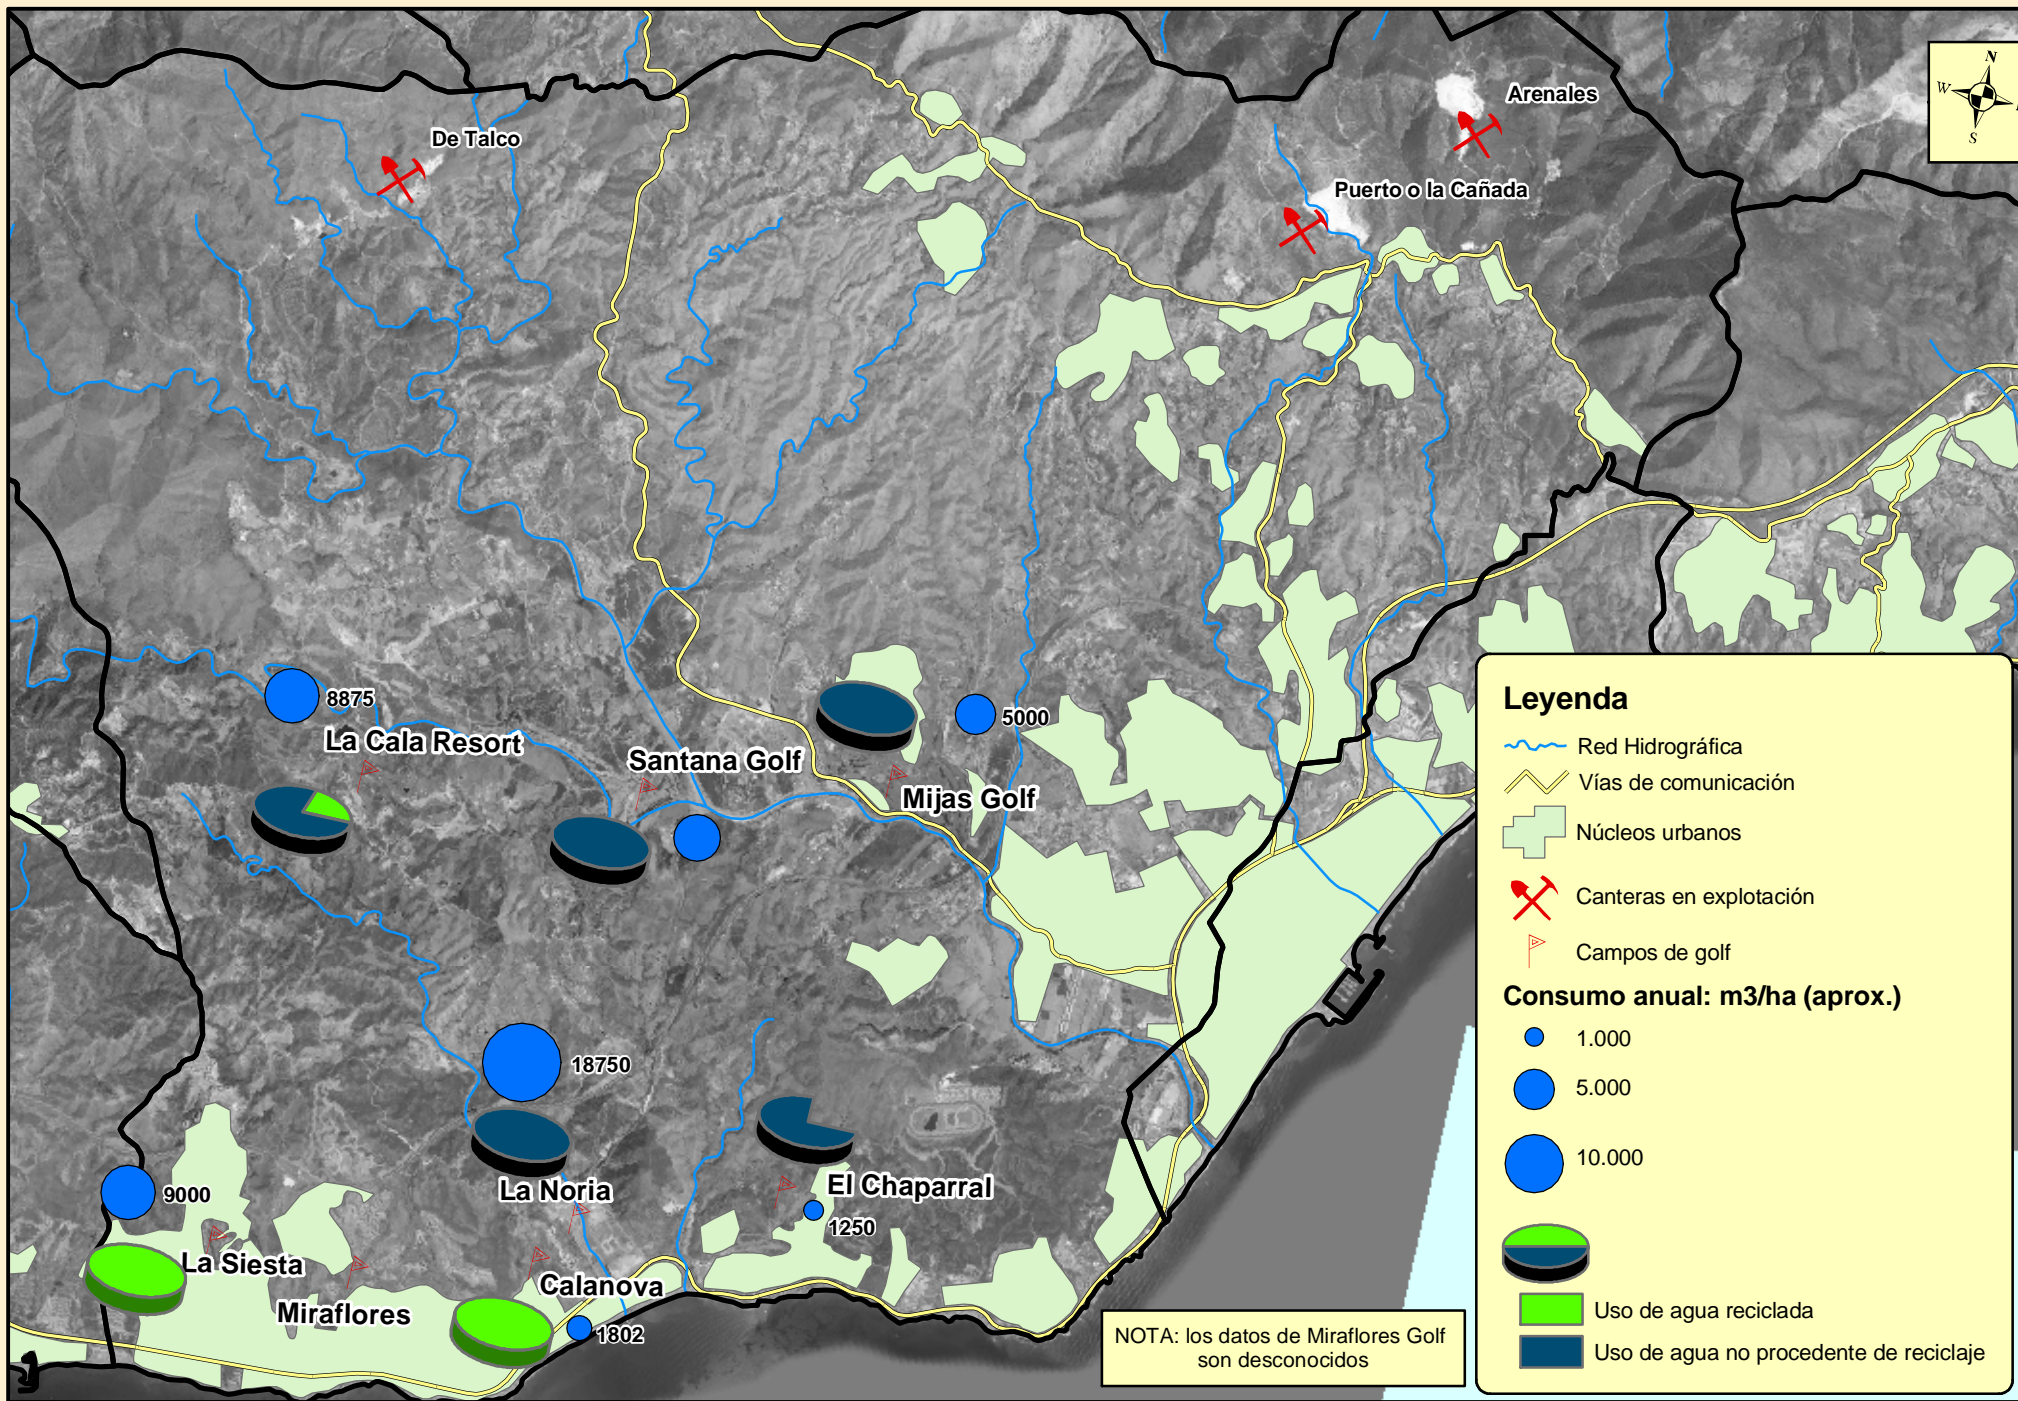 Arenales
De Talco
Puerto o la Cañada
N
W
S
8875
La Cala Resort
5000
Santana Golf
Mijas Golf
18750
La Noria
El Chaparral
1250
9000
La Siesta
Miraflores
Calanova
1802
NOTA: los datos de Miraflores Golf
son desconocidos
Leyenda
Red Hidrográfica
Vías de comunicación
Núcleos urbanos
Canteras en explotación
Campos de golf
Consumo anual: m3/ha (aprox.)
1.000
5.000
10.000
Uso de agua reciclada
Uso de agua no procedente de reciclaje